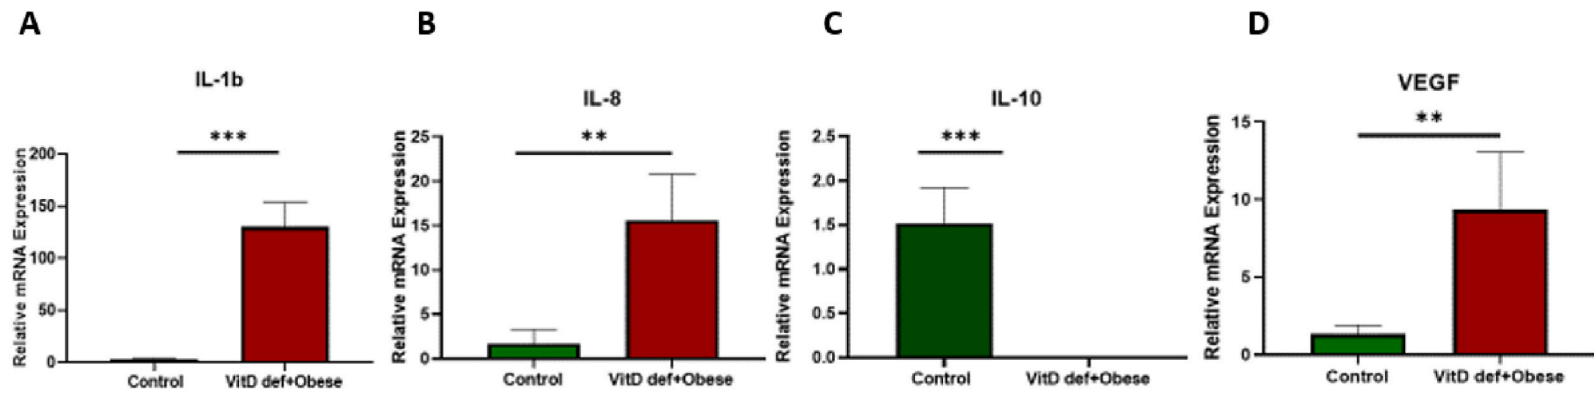 A
B
C
D
IL-1b
***
Relative mRNA Expression
200
150
100
50
0
Control
VitD def+Obese
IL-8
**
Relative mRNA Expression
25
20
15
10
5
0
Control
VitD def+Obese
IL-10
***
Relative mRNA Expression
2.5
2.0
1.5
1.0
0.5
0.0
Control
VitD def+Obese
VEGF
**
Relative mRNA Expression
15
10
5
0
Control
VitD def+Obese